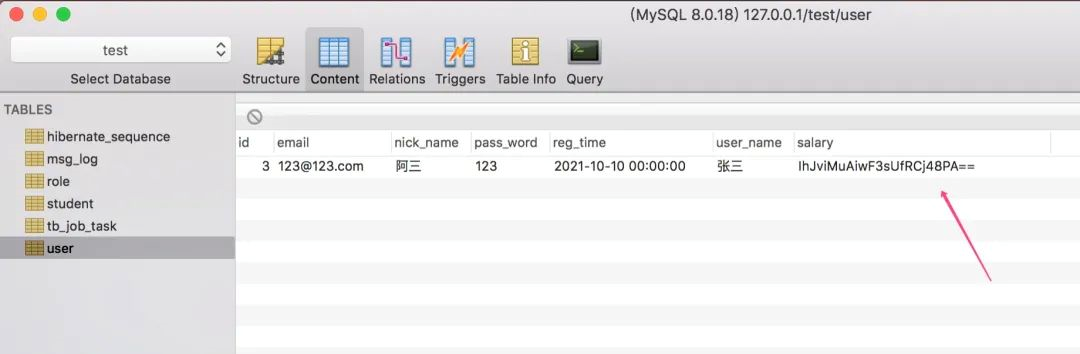 (MySQL 8.0.18) 127.0.0.1/test/user
test
Select Database
Structure
Content
Relations
Triggers
Table Info
Query
TABLES
hibernate_sequence
msg_log
role
student
tb_job_task
user
id email nick_name pass_word reg_time user_name salary
3 123@123.com 阿三 123 2021-10-10 00:00:00 张三 IhJviMuAiwF3sUfRCj48PA==